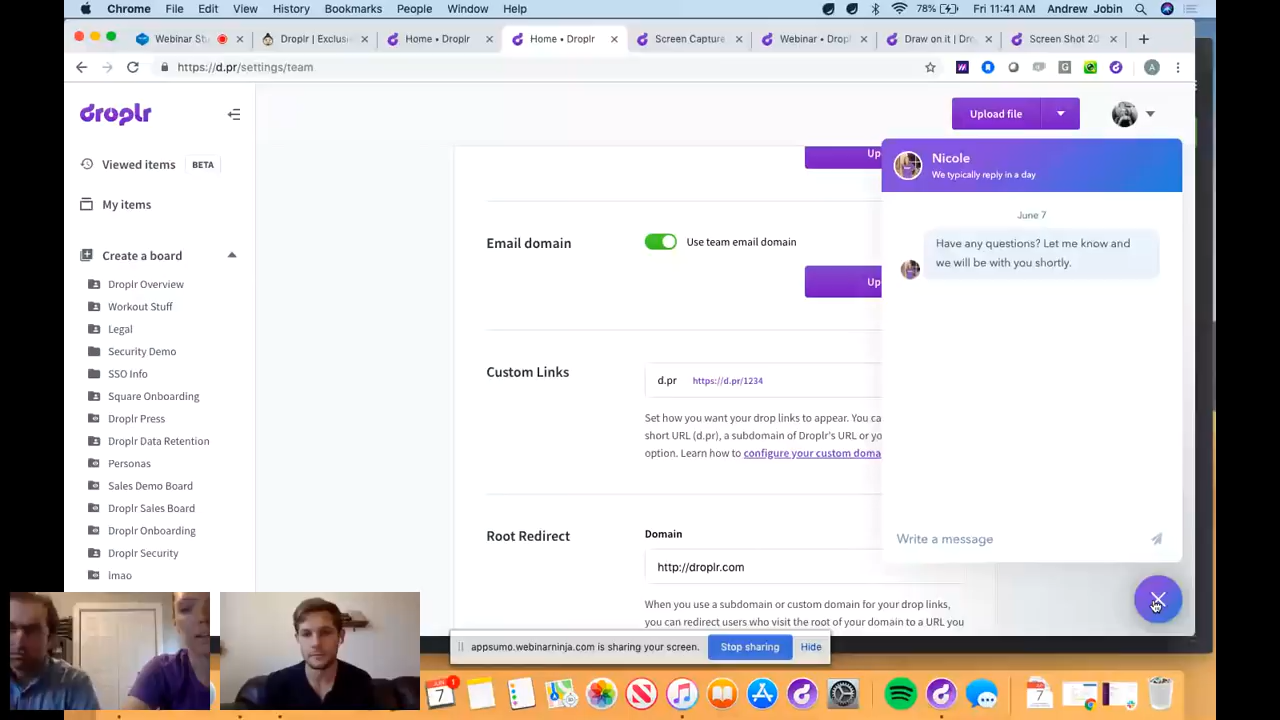 Chrome File Edit View History Bookmarks People Window Help 78% Fri 11:41 AM Andrew Jobin
Webinar Stu Droplr | Exclus Home • Droplr Home • Droplr Screen Capture Webinar • Drop Draw on it | Dro Screen Shot 20
https://d.pr/settings/team
droplr
Upload file
Viewed items BETA
My items
Create a board
Droplr Overview
Workout Stuff
Legal
Security Demo
SSO Info
Square Onboarding
Droplr Press
Droplr Data Retention
Personas
Sales Demo Board
Droplr Sales Board
Droplr Onboarding
Droplr Security
lmao
Up
Email domain
Use team email domain
Up
Custom Links
d.pr https://d.pr/1234
Set how you want your drop links to appear. You ca
short URL (d.pr), a subdomain of Droplr's URL or yo
option. Learn how to configure your custom doma
Root Redirect
Domain
http://droplr.com
When you use a subdomain or custom domain for your drop links,
you can redirect users who visit the root of your domain to a URL you
Nicole
We typically reply in a day
June 7
Have any questions? Let me know and
we will be with you shortly.
Write a message
appsumo.webinarninja.com is sharing your screen. Stop sharing Hide
7 1
7